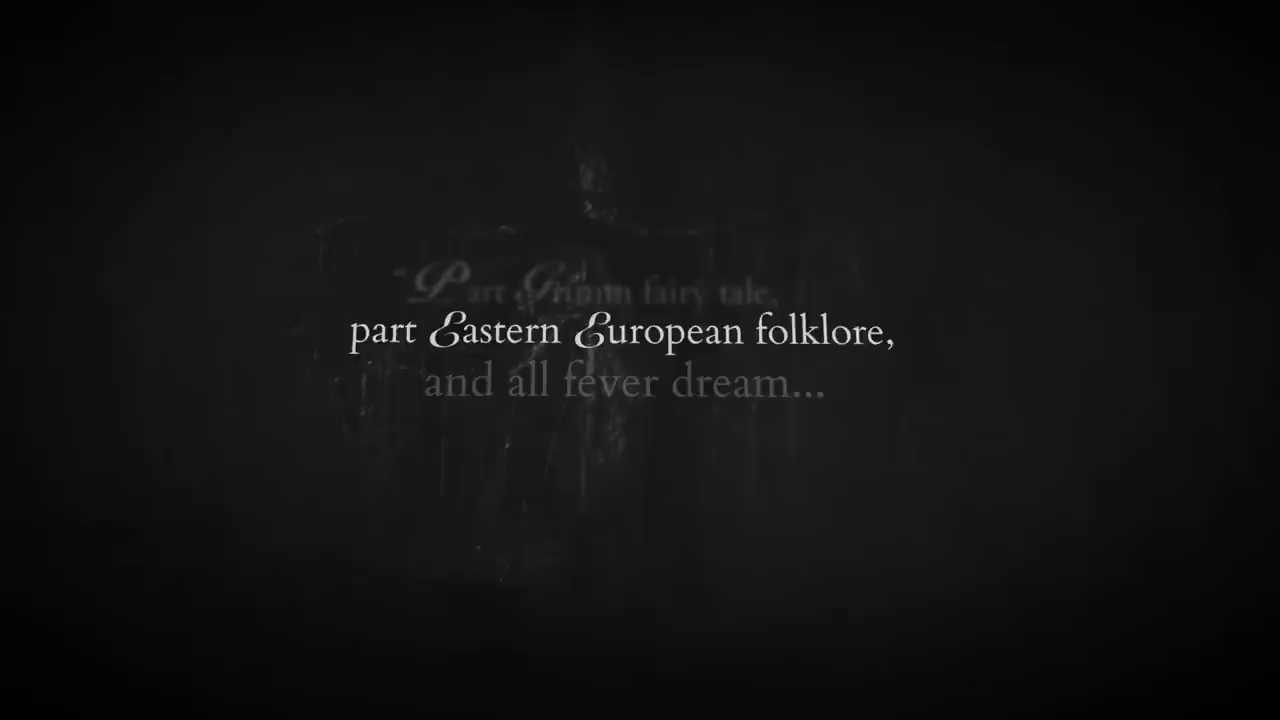 "Part Grimm fairy tale,
part Eastern European folklore,
and all fever dream...